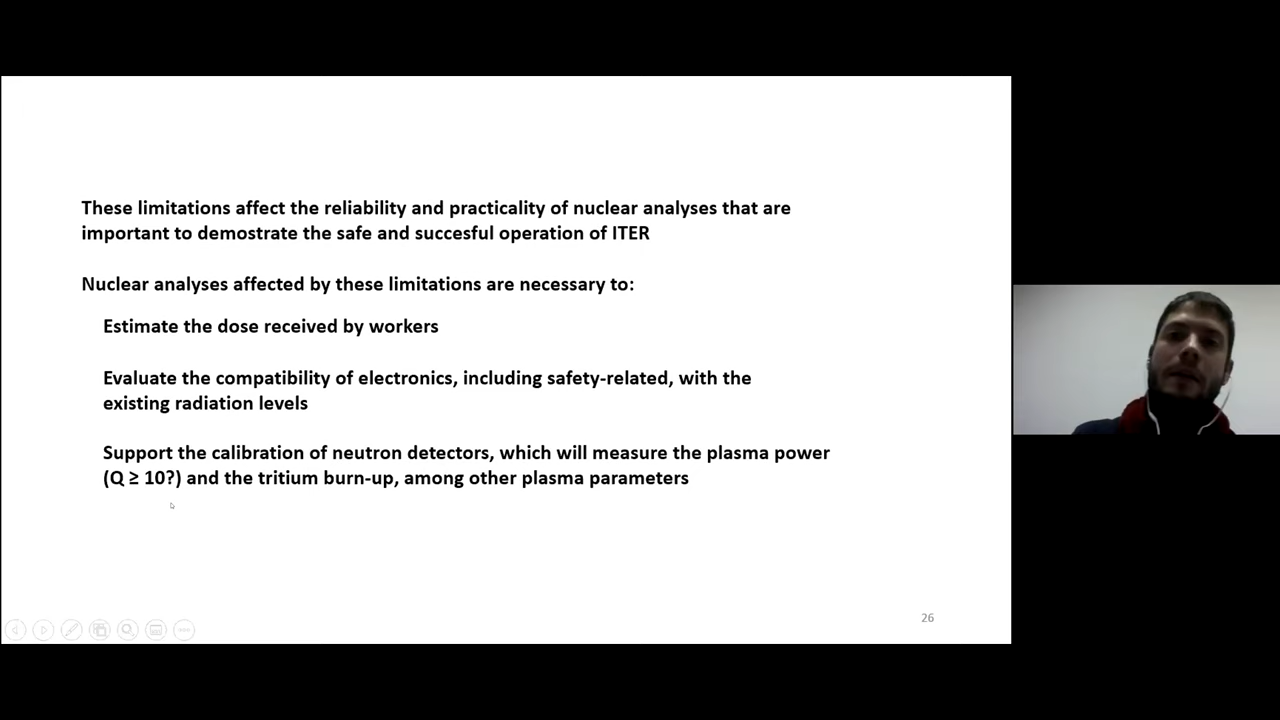 These limitations affect the reliability and practicality of nuclear analyses that are
important to demostrate the safe and succesful operation of ITER
Nuclear analyses affected by these limitations are necessary to:
Estimate the dose received by workers
Evaluate the compatibility of electronics, including safety-related, with the
existing radiation levels
Support the calibration of neutron detectors, which will measure the plasma power
(Q ≥ 10?) and the tritium burn-up, among other plasma parameters
26